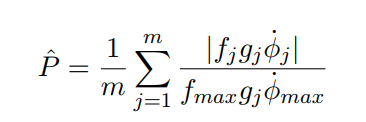 $\hat{P} = \frac{1}{m} \sum_{j=1}^{m} \frac{|f_j g_j \dot{\phi}_j|}{f_{max} g_j \dot{\phi}_{max}}$